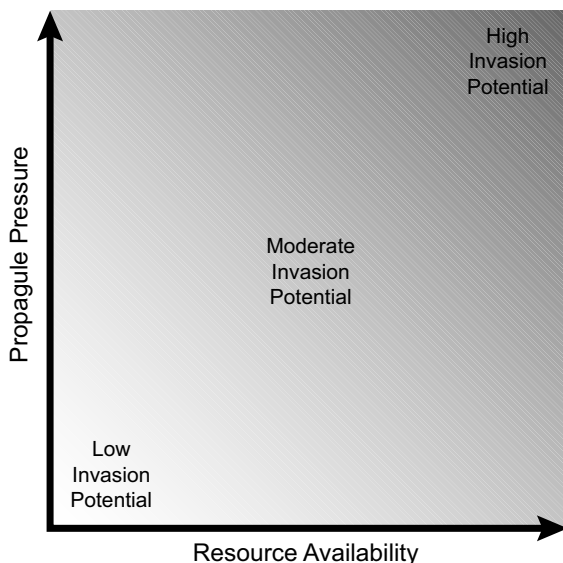 High
Invasion
Potential
Propagule Pressure
Moderate
Invasion
Potential
Low
Invasion
Potential
Resource Availability